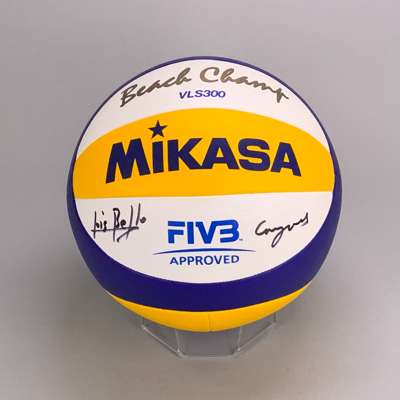 Beach Champ
VLS300
MIKASA
FIVB
APPROVED